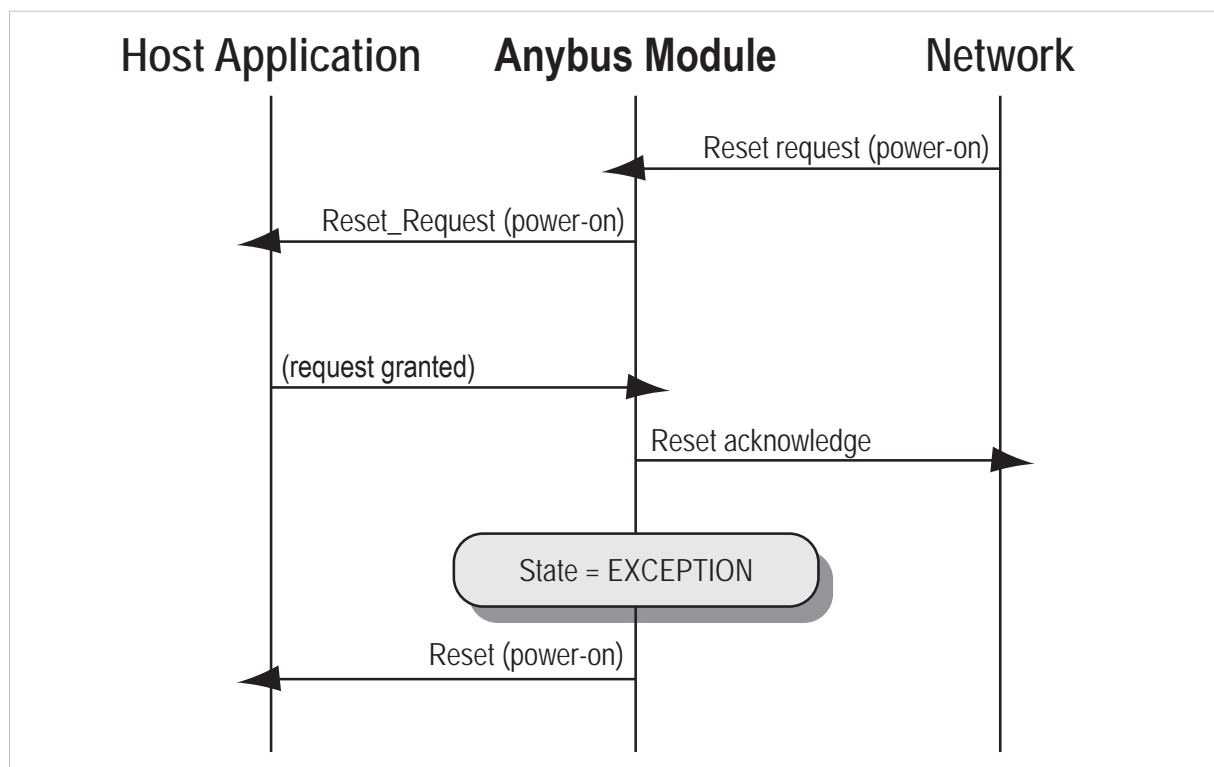 Host Application
Anybus Module
Network
Reset request (power-on)
Reset_Request (power-on)
(request granted)
Reset acknowledge
State = EXCEPTION
Reset (power-on)